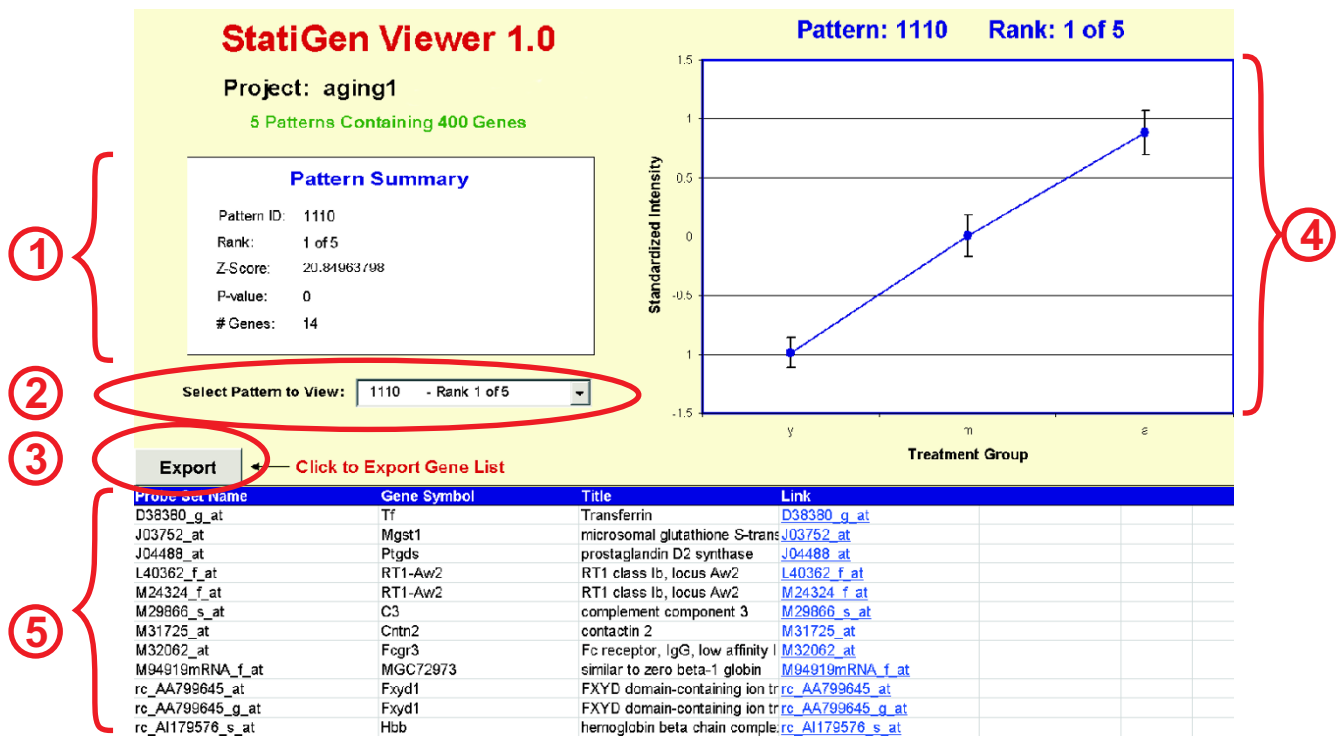 StatiGen Viewer 1.0
Project: aging1
5 Patterns Containing 400 Genes
1
Pattern Summary
Pattern ID: 1110
Rank: 1 of 5
Z-Score: 20.84963798
P-value: 0
# Genes: 14
2
Select Pattern to View: 1110 - Rank 1 of 5
3
Export Click to Export Gene List
Pattern: 1110 Rank: 1 of 5
1.5
1
0.5
0
-0.5
1
-1.5
Standardized Intensity
y m a
Treatment Group
4
5
Probe Set Name Gene Symbol Title Link
D38380_g_at Tf Transferrin D38380_g_at
J03752_at Mgst1 microsomal glutathione S-trans J03752_at
J04488_at Ptgds prostaglandin D2 synthase J04488_at
L40362_f_at RT1-Aw2 RT1 class Ib, locus Aw2 L40362_f_at
M24324_f_at RT1-Aw2 RT1 class Ib, locus Aw2 M24324_f_at
M29866_s_at C3 complement component 3 M29866_s_at
M31725_at Cntn2 contactin 2 M31725_at
M32062_at Fcgr3 Fc receptor, IgG, low affinity I M32062_at
M94919mRNA_f_at MGC72973 similar to zero beta-1 globin M94919mRNA_f_at
rc_AA799645_at Fxyd1 FXYD domain-containing ion tr rc_AA799645_at
rc_AA799645_g_at Fxyd1 FXYD domain-containing ion tr rc_AA799645_g_at
rc_AI179576_s_at Hbb hemoglobin beta chain comple: rc_AI179576_s_at